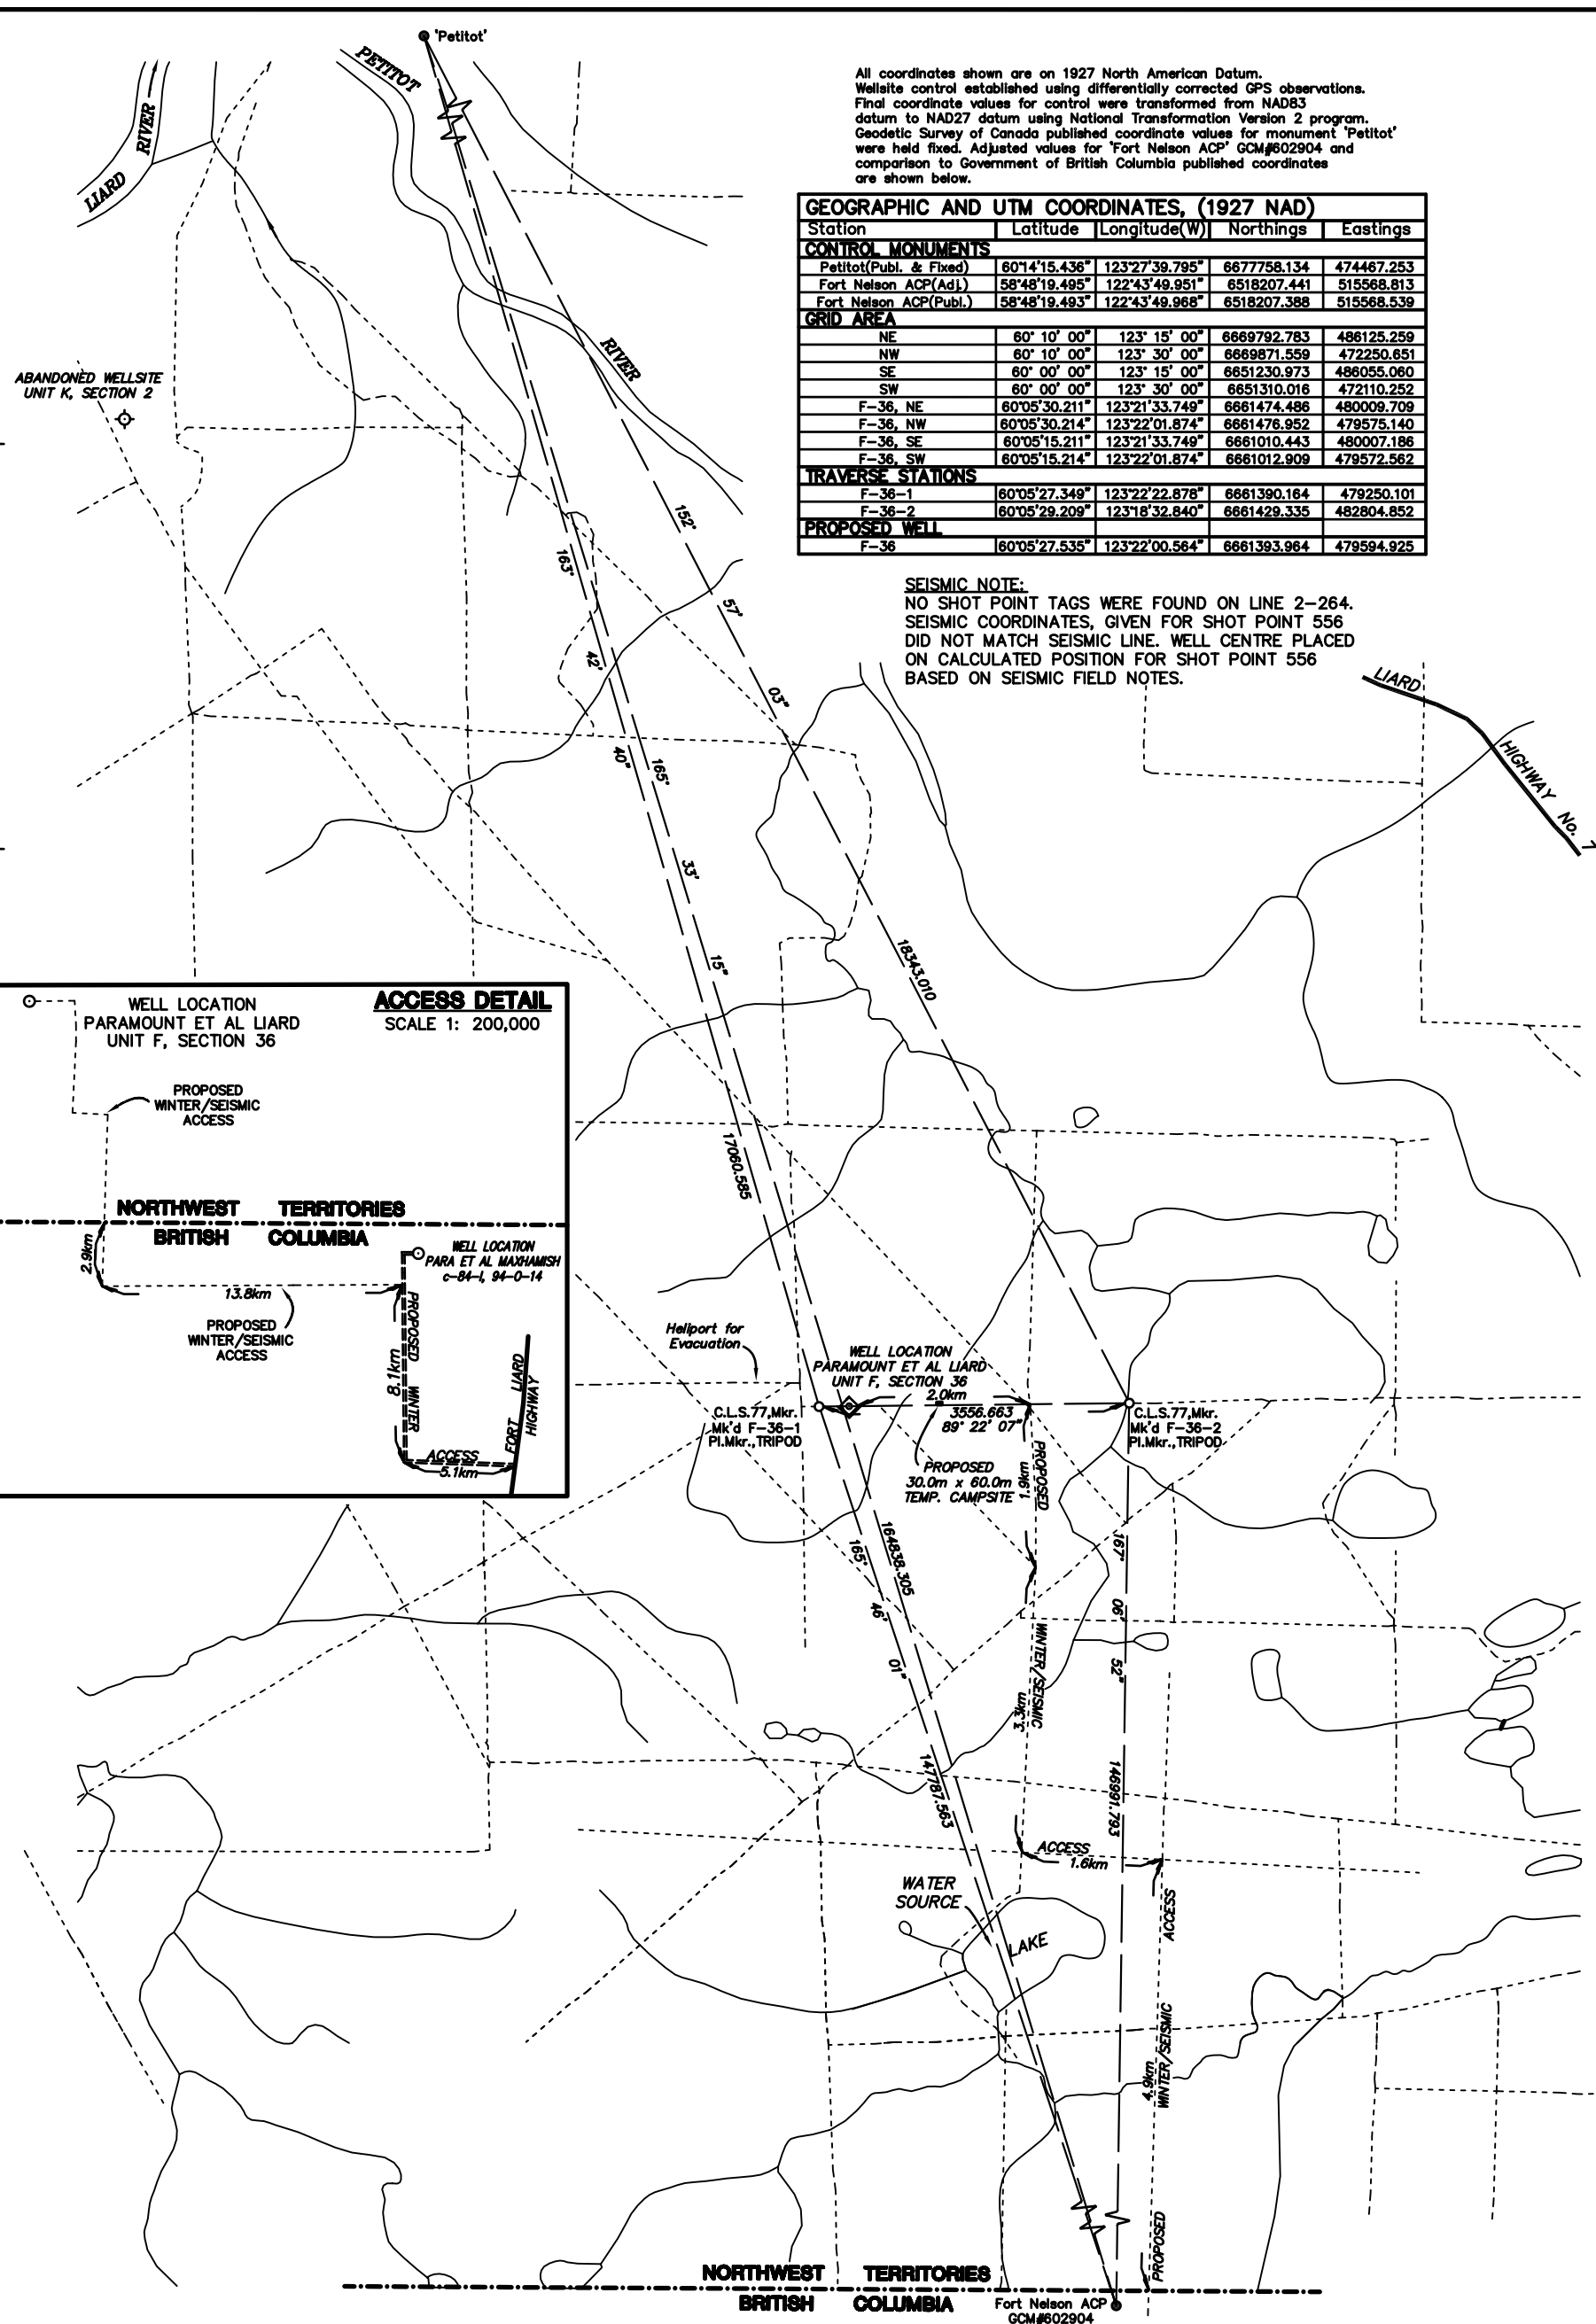 'Petitot'
PETITOT
RIVER
LIARD
RIVER
All coordinates shown are on 1927 North American Datum.
Wellsite control established using differentially corrected GPS observations.
Final coordinate values for control were transformed from NAD83
datum to NAD27 datum using National Transformation Version 2 program.
Geodetic Survey of Canada published coordinate values for monument 'Petitot'
were held fixed. Adjusted values for 'Fort Nelson ACP' GCM#602904 and
comparison to Government of British Columbia published coordinates
are shown below.
GEOGRAPHIC AND UTM COORDINATES, (1927 NAD)
Station Latitude Longitude(W) Northings Eastings
CONTROL MONUMENTS
Petitot(Publ. & Fixed) 60°14'15.436" 123°27'39.795" 6677758.134 474467.253
Fort Nelson ACP(Adj.) 58°48'19.495" 122°43'49.951" 6518207.441 515568.813
Fort Nelson ACP(Publ.) 58°48'19.493" 122°43'49.968" 6518207.388 515568.539
GRID AREA
NE 60° 10' 00" 123° 15' 00" 6669792.783 486125.259
NW 60° 10' 00" 123° 30' 00" 6669871.559 472250.651
SE 60° 00' 00" 123° 15' 00" 6651230.973 486055.060
SW 60° 00' 00" 123° 30' 00" 6651310.016 472110.252
F-36, NE 60°05'30.211" 123°21'33.749" 6661474.486 480009.709
F-36, NW 60°05'30.214" 123°22'01.874" 6661476.952 479575.140
F-36, SE 60°05'15.211" 123°21'33.749" 6661010.443 480007.186
F-36, SW 60°05'15.214" 123°22'01.874" 6661012.909 479572.562
TRAVERSE STATIONS
F-36-1 60°05'27.349" 123°22'22.878" 6661390.164 479250.101
F-36-2 60°05'29.209" 123°18'32.840" 6661429.335 482804.852
PROPOSED WELL
F-36 60°05'27.535" 123°22'00.564" 6661393.964 479594.925
RIVER
ABANDONED WELLSITE
UNIT K, SECTION 2
SEISMIC NOTE:
NO SHOT POINT TAGS WERE FOUND ON LINE 2-264.
SEISMIC COORDINATES, GIVEN FOR SHOT POINT 556
DID NOT MATCH SEISMIC LINE. WELL CENTRE PLACED
ON CALCULATED POSITION FOR SHOT POINT 556
BASED ON SEISMIC FIELD NOTES.
LIARD
HIGHWAY No. 7
152° 57' 03"
18343.010
163° 42' 40"
17060.585
165° 33' 15"
164838.305
WELL LOCATION
PARAMOUNT ET AL LIARD
UNIT F, SECTION 36
ACCESS DETAIL
SCALE 1: 200,000
PROPOSED
WINTER/SEISMIC
ACCESS
NORTHWEST TERRITORIES
BRITISH COLUMBIA
2.9km
13.8km
WELL LOCATION
PARA ET AL MAXHAMISH
c-84-I, 94-O-14
PROPOSED
WINTER/SEISMIC
ACCESS
PROPOSED WINTER
8.1km
ACCESS
5.1km
FORT LIARD
HIGHWAY
Heliport for
Evacuation
WELL LOCATION
PARAMOUNT ET AL LIARD
UNIT F, SECTION 36
2.0km
3556.663
89° 22' 07"
C.L.S.77,Mkr.
Mk'd F-36-1
Pl.Mkr.,TRIPOD
C.L.S.77,Mkr.
Mk'd F-36-2
Pl.Mkr.,TRIPOD
PROPOSED
30.0m x 60.0m
TEMP. CAMPSITE
1.9km
PROPOSED
WINTER/SEISMIC
3.3km
165° 46' 01"
147787.563
167° 06' 52"
146991.793
ACCESS
1.6km
WATER
SOURCE
LAKE
ACCESS
WINTER/SEISMIC
4.9km
PROPOSED
NORTHWEST TERRITORIES
BRITISH COLUMBIA
Fort Nelson ACP
GCM#602904